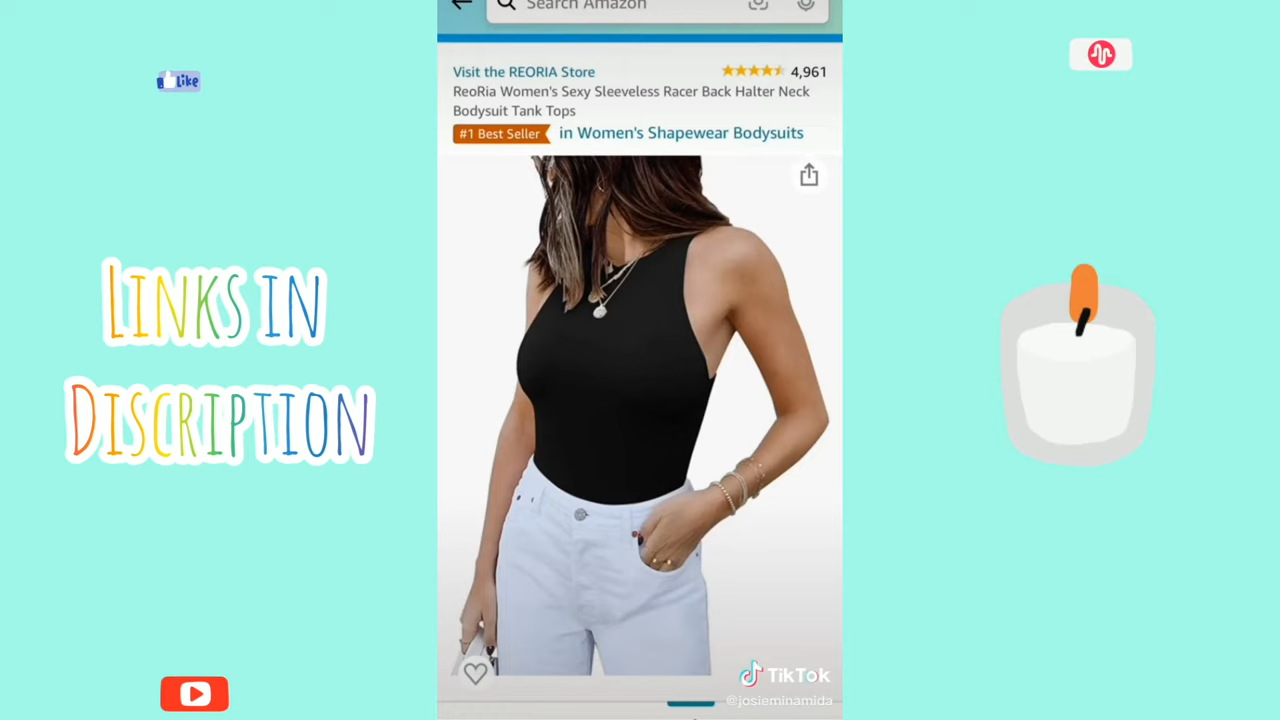 Search Amazon
Visit the REORIA Store
4,961
ReoRia Women's Sexy Sleeveless Racer Back Halter Neck
Bodysuit Tank Tops
#1 Best Seller in Women's Shapewear Bodysuits
Like
LINKS IN
DISCRIPTION
TikTok
@josieminamida